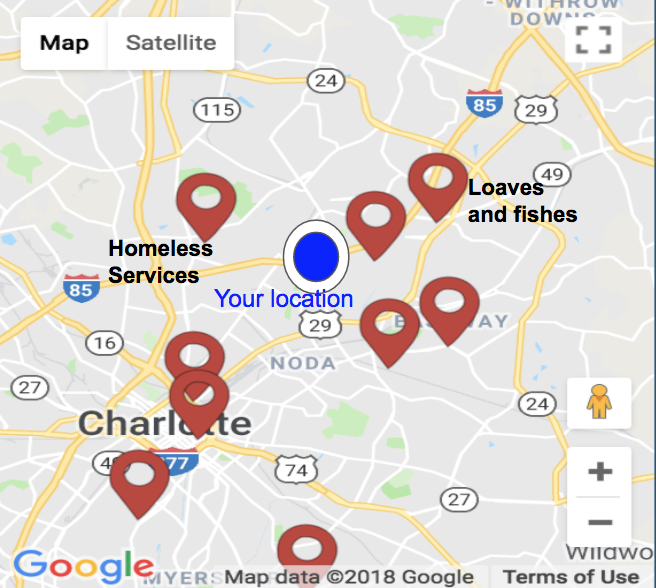 - WITHROW
DOWNS
Map Satellite
24
85
29
115
49
Loaves
and fishes
Homeless
Services
85
Your location
29
16
NODA
27
24
Charlotte
77
74
27
Wildwo
Google
MYERS
Map data ©2018 Google
Terms of Use